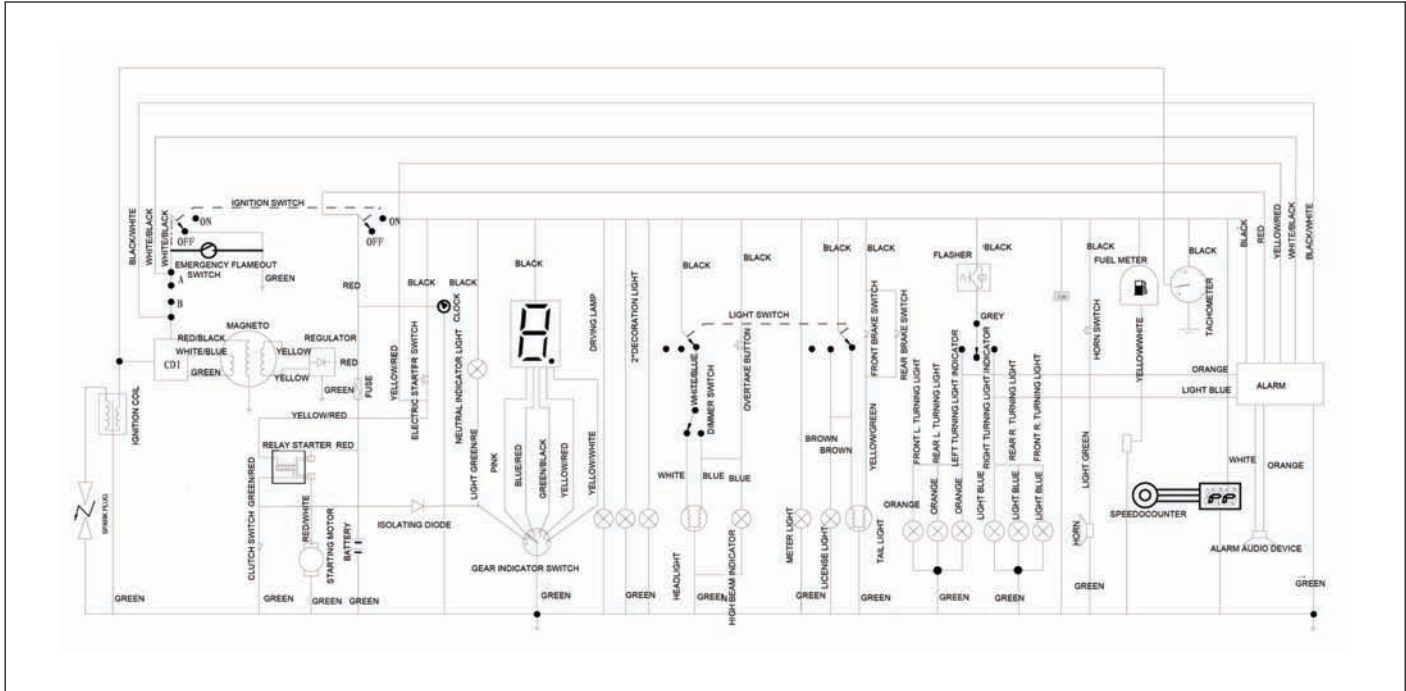 IGNITION SWITCH
ON
OFF
ON
OFF
BLACK/WHITE
WHITE/BLACK
WHITE/BLACK
EMERGENCY FLAMEOUT
SWITCH
GREEN
A
B
MAGNETO
RED/BLACK
WHITE/BLUE
GREEN
CDI
YELLOW
YELLOW
REGULATOR
RED
RED
GREEN
FUSE
YELLOW/RED
RELAY STARTER
RED
IGNITION COIL
SPARK PLUG
CLUTCH SWITCH
GREEN/RED
RED/WHITE
STARTING MOTOR
BATTERY
ISOLATING DIODE
GREEN
GREEN
GREEN
GREEN
BLACK
BLACK
CLOCK
YELLOW/RED
ELECTRIC STARTER SWITCH
NEUTRAL INDICATOR LIGHT
LIGHT GREEN/RE
PINK
BLACK
8.
BLUE/RED
GREEN/BLACK
YELLOW/RED
YELLOW/WHITE
GEAR INDICATOR SWITCH
GREEN
DRVING LAMP
2*DECORATION LIGHT
BLACK
BLACK
LIGHT SWITCH
WHITE/BLUE
DIMMER SWITCH
OVERTAKE BUTTON
WHITE
BLUE
BLUE
HEADLIGHT
GREEN
HIGH BEAM INDICATOR
BLACK
BLACK
FRONT BRAKE SWITCH
REAR BRAKE SWITCH
BROWN
BROWN
YELLOW/GREEN
METER LIGHT
LICENSE LIGHT
TAIL LIGHT
GREEN
GREEN
FLASHER
BLACK
GREY
FRONT L. TURNING LIGHT
REAR L. TURNING LIGHT
LEFT TURNING LIGHT INDICATOR
RIGHT TURNING LIGHT INDICATOR
REAR R. TURNING LIGHT
FRONT R. TURNING LIGHT
ORANGE
ORANGE
ORANGE
LIGHT BLUE
LIGHT BLUE
LIGHT BLUE
GREEN
GREEN
BLACK
HORN SWITCH
LIGHT GREEN
HORN
GREEN
FUEL METER
YELLOW/WHITE
BLACK
TACHOMETER
BLACK
RED
YELLOW/RED
WHITE/BLACK
BLACK/WHITE
ORANGE
LIGHT BLUE
ALARM
WHITE
ORANGE
SPEEDOCOUNTER
ALARM AUDIO DEVICE
GREEN